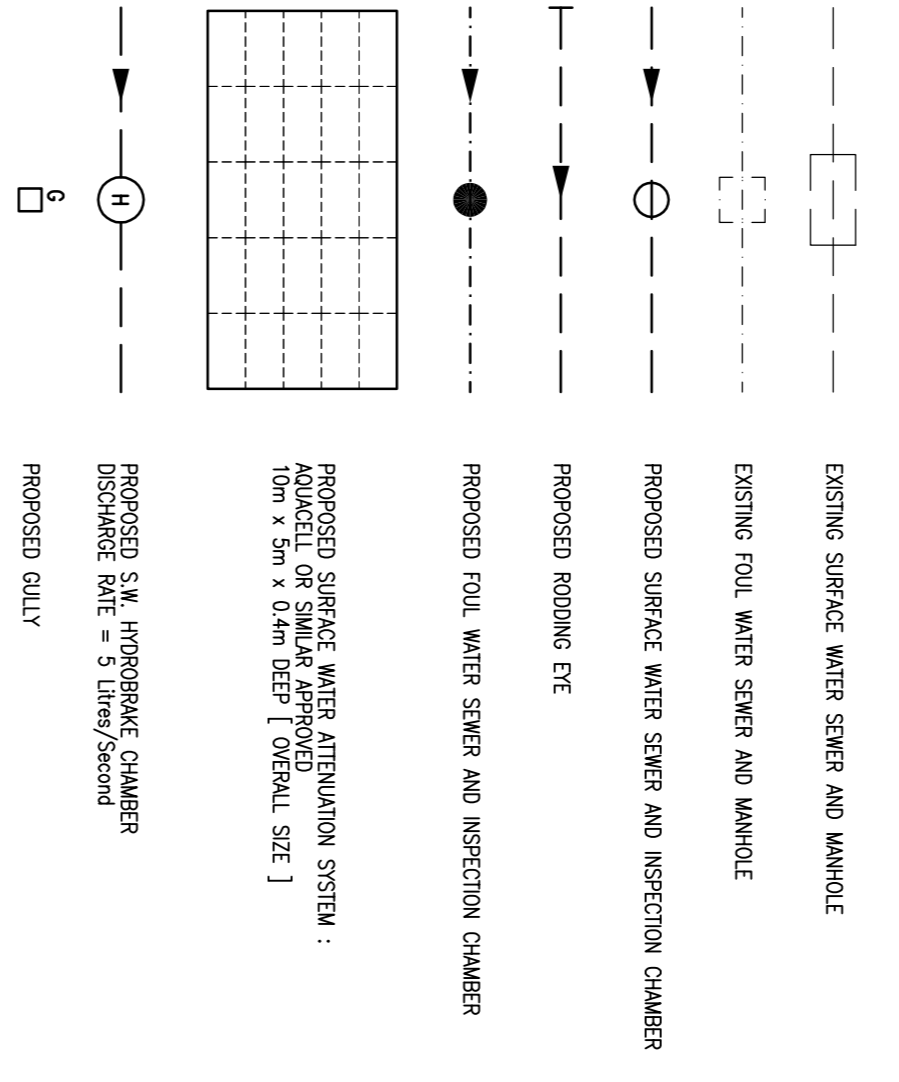 EXISTING SURFACE WATER SEWER AND MANHOLE
EXISTING FOUL WATER SEWER AND MANHOLE
PROPOSED SURFACE WATER SEWER AND INSPECTION CHAMBER
PROPOSED RODDING EYE
PROPOSED FOUL WATER SEWER AND INSPECTION CHAMBER
PROPOSED SURFACE WATER ATTENUATION SYSTEM :
AQUACELL OR SIMILAR APPROVED
10m x 5m x 0.4m DEEP [ OVERALL SIZE ]
H
PROPOSED S.W. HYDROBRAKE CHAMBER
DISCHARGE RATE = 5 Litres/Second
G
PROPOSED GULLY